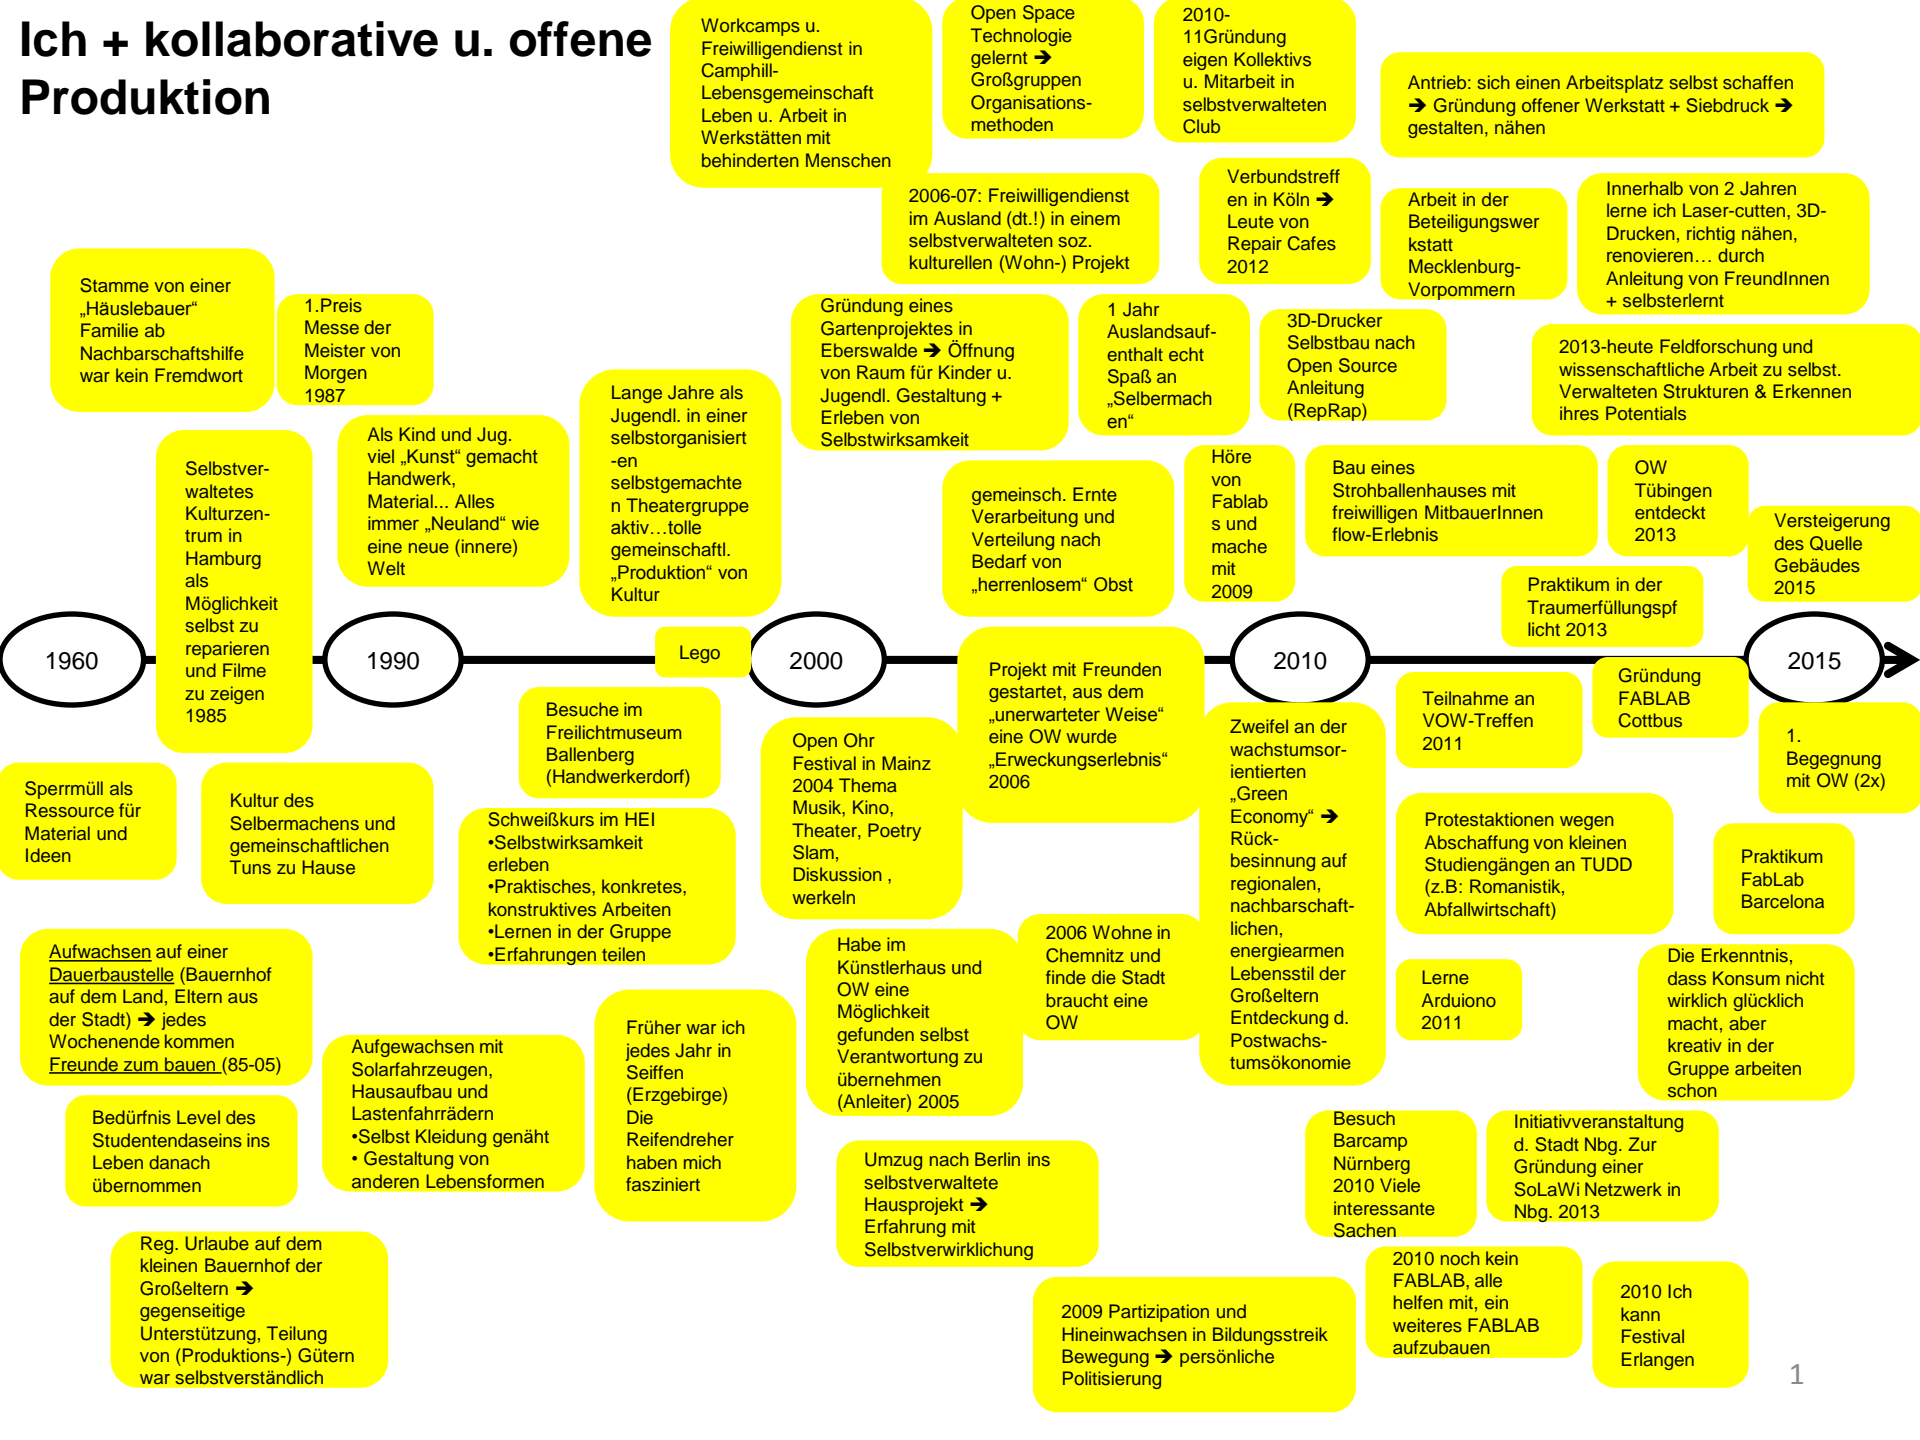 Ich + kollaborative u. offene
Produktion
Workcamps u.
Freiwilligendienst in
Camphill-
Lebensgemeinschaft
Leben u. Arbeit in
Werkstätten mit
behinderten Menschen
Open Space
Technologie
gelernt ➔
Großgruppen
Organisations-
methoden
2010-
11Gründung
eigen Kollektivs
u. Mitarbeit in
selbstverwalteten
Club
Antrieb: sich einen Arbeitsplatz selbst schaffen
➔ Gründung offener Werkstatt + Siebdruck ➔
gestalten, nähen
2006-07: Freiwilligendienst
im Ausland (dt.!) in einem
selbstverwalteten soz.
kulturellen (Wohn-) Projekt
Verbundstreff
en in Köln ➔
Leute von
Repair Cafes
2012
Arbeit in der
Beteiligungswer
kstatt
Mecklenburg-
Vorpommern
Innerhalb von 2 Jahren
lerne ich Laser-cutten, 3D-
Drucken, richtig nähen,
renovieren… durch
Anleitung von FreundInnen
+ selbsterlernt
Stamme von einer
„Häuslebauer“
Familie ab
Nachbarschaftshilfe
war kein Fremdwort
1.Preis
Messe der
Meister von
Morgen
1987
Gründung eines
Gartenprojektes in
Eberswalde ➔ Öffnung
von Raum für Kinder u.
Jugendl. Gestaltung +
Erleben von
Selbstwirksamkeit
1 Jahr
Auslandsauf-
enthalt echt
Spaß an
„Selbermach
en“
3D-Drucker
Selbstbau nach
Open Source
Anleitung
(RepRap)
2013-heute Feldforschung und
wissenschaftliche Arbeit zu selbst.
Verwalteten Strukturen & Erkennen
ihres Potentials
Lange Jahre als
Jugendl. in einer
selbstorganisiert
-en
selbstgemachte
n Theatergruppe
aktiv…tolle
gemeinschaftl.
„Produktion“ von
Kultur
Als Kind und Jug.
viel „Kunst“ gemacht
Handwerk,
Material... Alles
immer „Neuland“ wie
eine neue (innere)
Welt
Selbstver-
waltetes
Kulturzen-
trum in
Hamburg
als
Möglichkeit
selbst zu
reparieren
und Filme
zu zeigen
1985
gemeinsch. Ernte
Verarbeitung und
Verteilung nach
Bedarf von
„herrenlosem“ Obst
Höre
von
Fablab
s und
mache
mit
2009
Bau eines
Strohballenhauses mit
freiwilligen MitbauerInnen
flow-Erlebnis
OW
Tübingen
entdeckt
2013
Versteigerung
des Quelle
Gebäudes
2015
Praktikum in der
Traumerfüllungspf
licht 2013
1960
1990
Lego
2000
2010
2015
Projekt mit Freunden
gestartet, aus dem
„unerwarteter Weise“
eine OW wurde
„Erweckungserlebnis“
2006
Gründung
FABLAB
Cottbus
Teilnahme an
VOW-Treffen
2011
Besuche im
Freilichtmuseum
Ballenberg
(Handwerkerdorf)
Open Ohr
Festival in Mainz
2004 Thema
Musik, Kino,
Theater, Poetry
Slam,
Diskussion ,
werkeln
Zweifel an der
wachstumsor-
ientierten
„Green
Economy“ ➔
Rück-
besinnung auf
regionalen,
nachbarschaft-
lichen,
energiearmen
Lebensstil der
Großeltern
Entdeckung d.
Postwachs-
tumsökonomie
1.
Begegnung
mit OW (2x)
Sperrmüll als
Ressource für
Material und
Ideen
Kultur des
Selbermachens und
gemeinschaftlichen
Tuns zu Hause
Schweißkurs im HEI
•Selbstwirksamkeit
erleben
•Praktisches, konkretes,
konstruktives Arbeiten
•Lernen in der Gruppe
•Erfahrungen teilen
Protestaktionen wegen
Abschaffung von kleinen
Studiengängen an TUDD
(z.B: Romanistik,
Abfallwirtschaft)
Praktikum
FabLab
Barcelona
Aufwachsen auf einer
Dauerbaustelle (Bauernhof
auf dem Land, Eltern aus
der Stadt) ➔ jedes
Wochenende kommen
Freunde zum bauen (85-05)
Habe im
Künstlerhaus und
OW eine
Möglichkeit
gefunden selbst
Verantwortung zu
übernehmen
(Anleiter) 2005
2006 Wohne in
Chemnitz und
finde die Stadt
braucht eine
OW
Lerne
Arduiono
2011
Die Erkenntnis,
dass Konsum nicht
wirklich glücklich
macht, aber
kreativ in der
Gruppe arbeiten
schon
Früher war ich
jedes Jahr in
Seiffen
(Erzgebirge)
Die
Reifendreher
haben mich
fasziniert
Aufgewachsen mit
Solarfahrzeugen,
Hausaufbau und
Lastenfahrrädern
•Selbst Kleidung genäht
• Gestaltung von
anderen Lebensformen
Bedürfnis Level des
Studentendaseins ins
Leben danach
übernommen
Besuch
Barcamp
Nürnberg
2010 Viele
interessante
Sachen
Initiativveranstaltung
d. Stadt Nbg. Zur
Gründung einer
SoLaWi Netzwerk in
Nbg. 2013
Umzug nach Berlin ins
selbstverwaltete
Hausprojekt ➔
Erfahrung mit
Selbstverwirklichung
Reg. Urlaube auf dem
kleinen Bauernhof der
Großeltern ➔
gegenseitige
Unterstützung, Teilung
von (Produktions-) Gütern
war selbstverständlich
2009 Partizipation und
Hineinwachsen in Bildungsstreik
Bewegung ➔ persönliche
Politisierung
2010 noch kein
FABLAB, alle
helfen mit, ein
weiteres FABLAB
aufzubauen
2010 Ich
kann
Festival
Erlangen
1